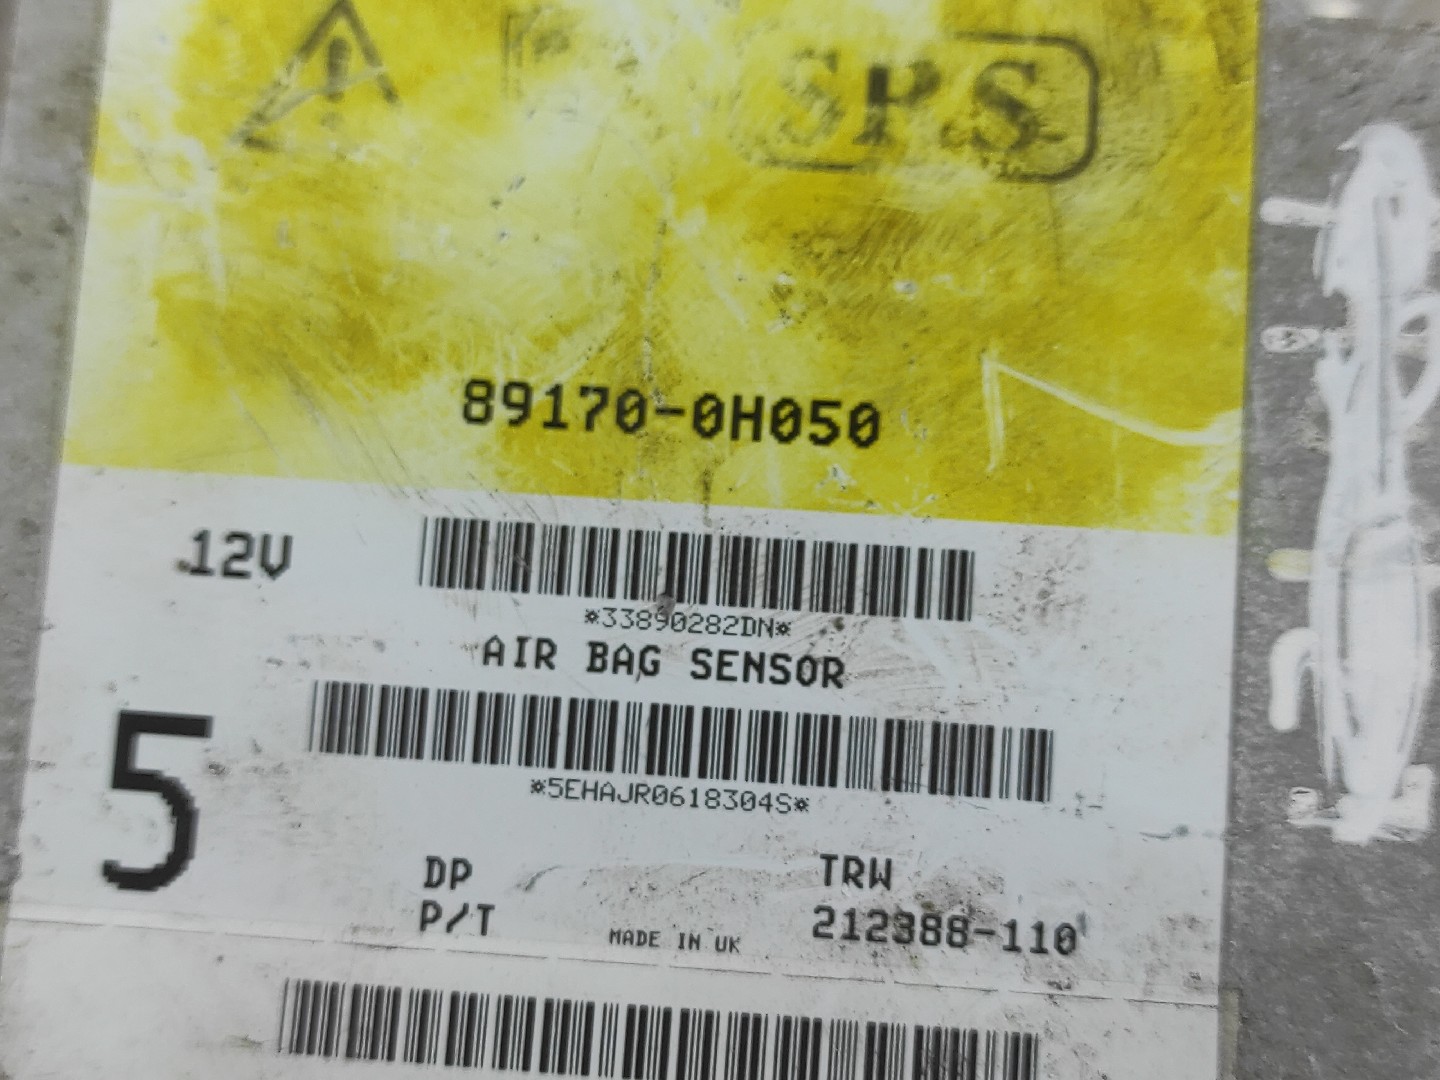 SPS
89170-0H050
12V
*33890282DN*
AIR BAG SENSOR
5
*5EHAJR0618304S*
DP
TRW
P/T
MADE IN UK
212388-110